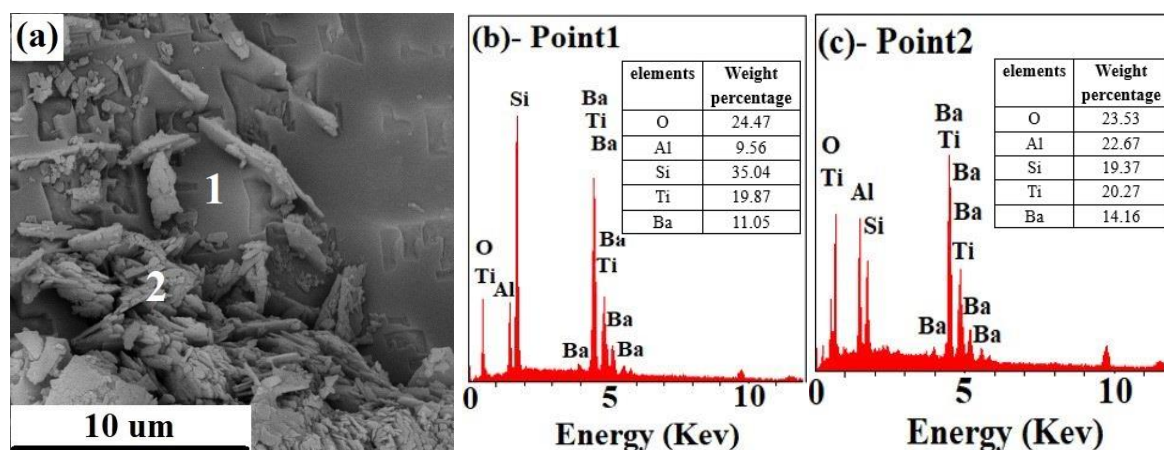 (a)
1
2
10 um
(b)- Point1
elements Weight percentage
O 24.47
Al 9.56
Si 35.04
Ti 19.87
Ba 11.05
Si
Ba
Ti
Ba
O
Ti
Al
Ba
Ti
Ba
Ba
Ba
0 5 10
Energy (Kev)
(c)- Point2
elements Weight percentage
O 23.53
Al 22.67
Si 19.37
Ti 20.27
Ba 14.16
O
Ti
Al
Si
Ba
Ti
Ba
Ba
Ti
Ba
Ba
Ba
0 5 10
Energy (Kev)